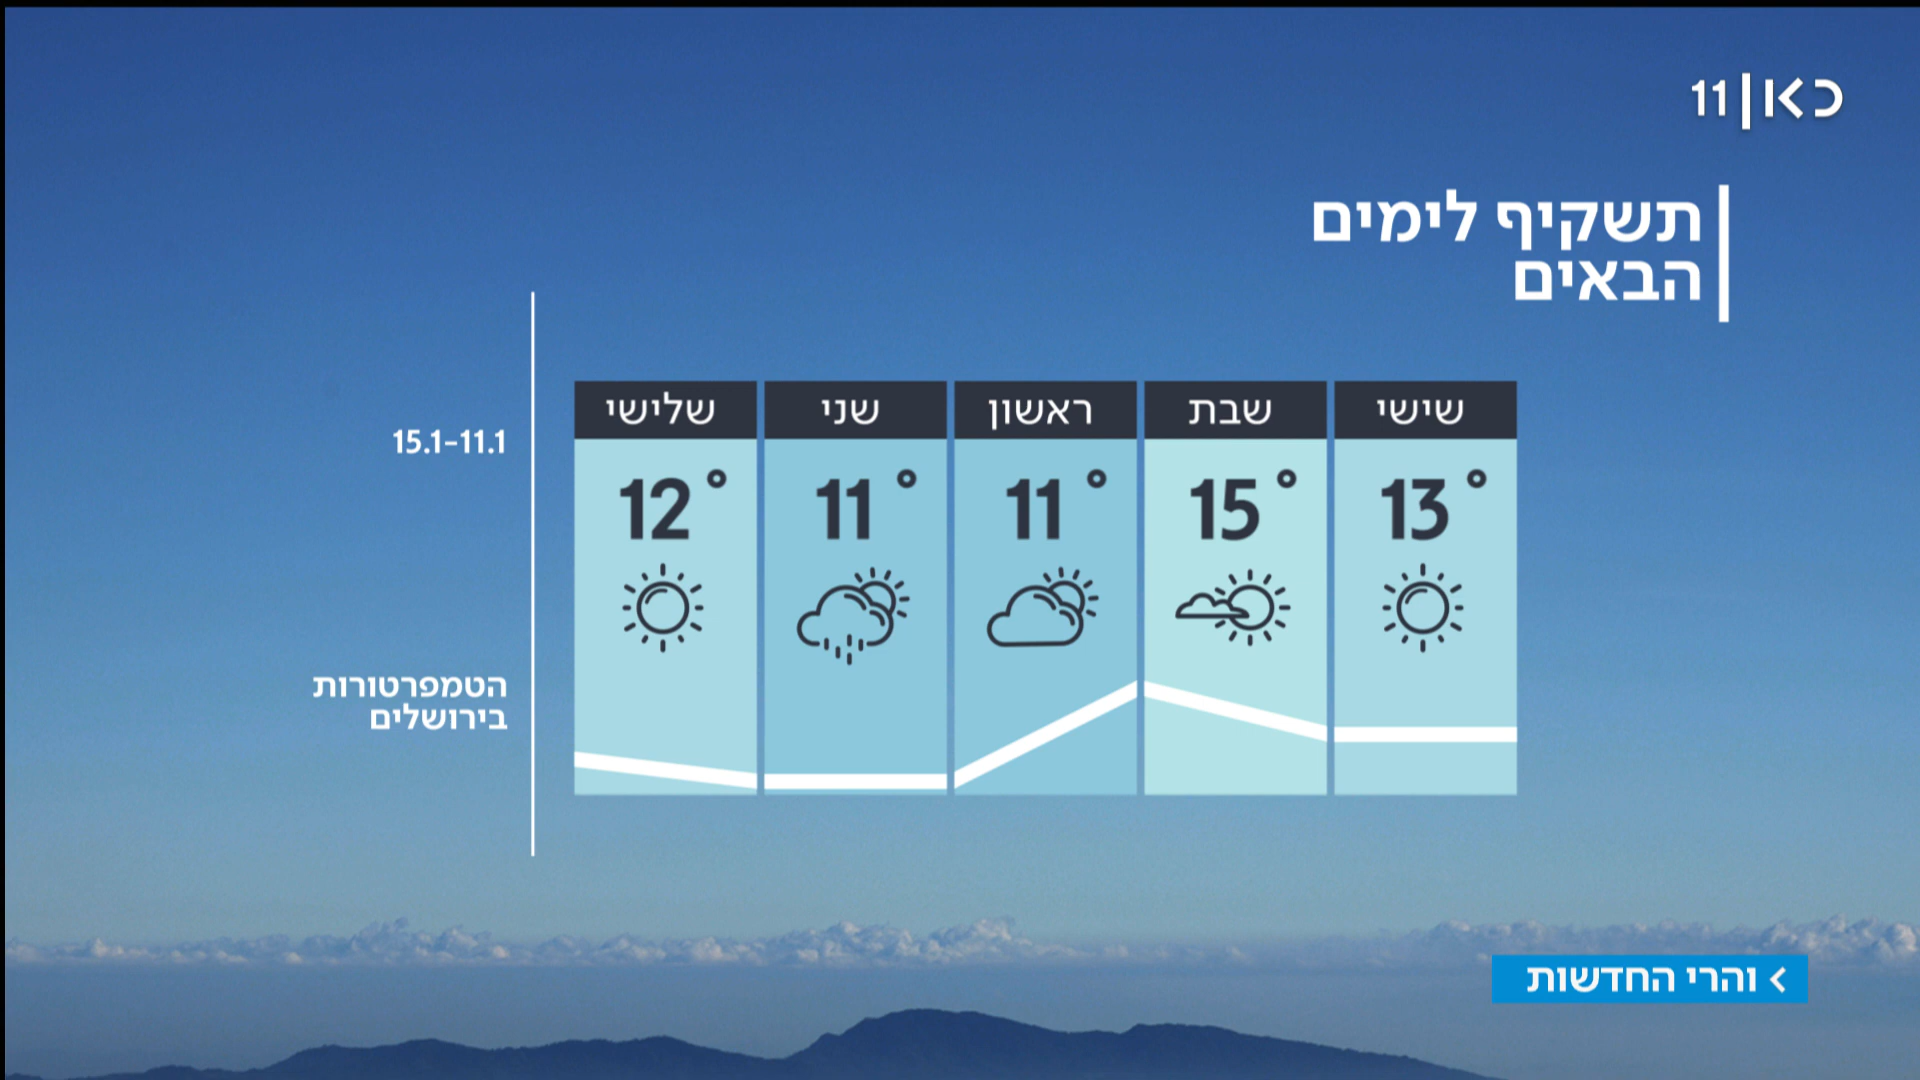 כאן | 11
תשקיף לימים
הבאים
שישי
שבת
ראשון
שני
שלישי
13°
15°
11°
11°
12°
15.1-11.1
הטמפרטורות
בירושלים
והרי החדשות